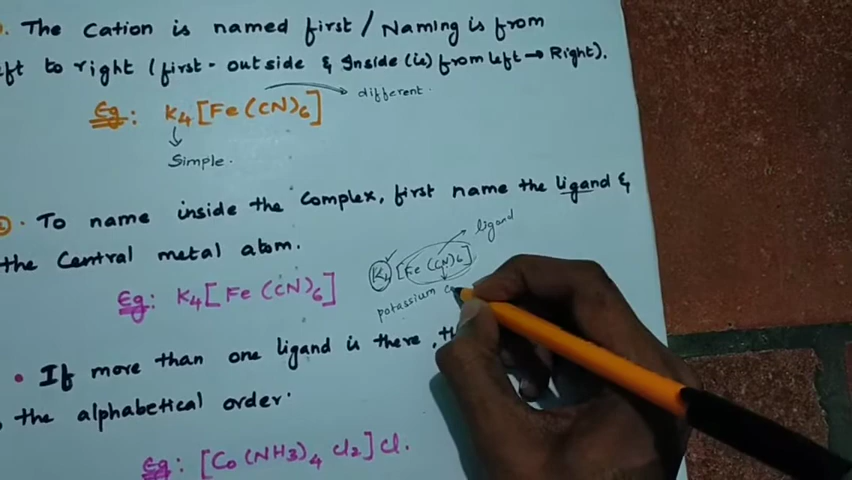 The Cation is named first / Naming is from
left to right (first - outside & Inside (is) from left → Right).
Eg: K4[Fe(CN)6] → different.
Simple.
② To name inside the Complex, first name the ligand &
the Central metal atom.
ligand
K4 [Fe(CN)6]
Eg: K4[Fe(CN)6]
potassium
• If more than one ligand is there,
the alphabetical order.
Eg: [Co(NH3)4 Cl2]Cl.